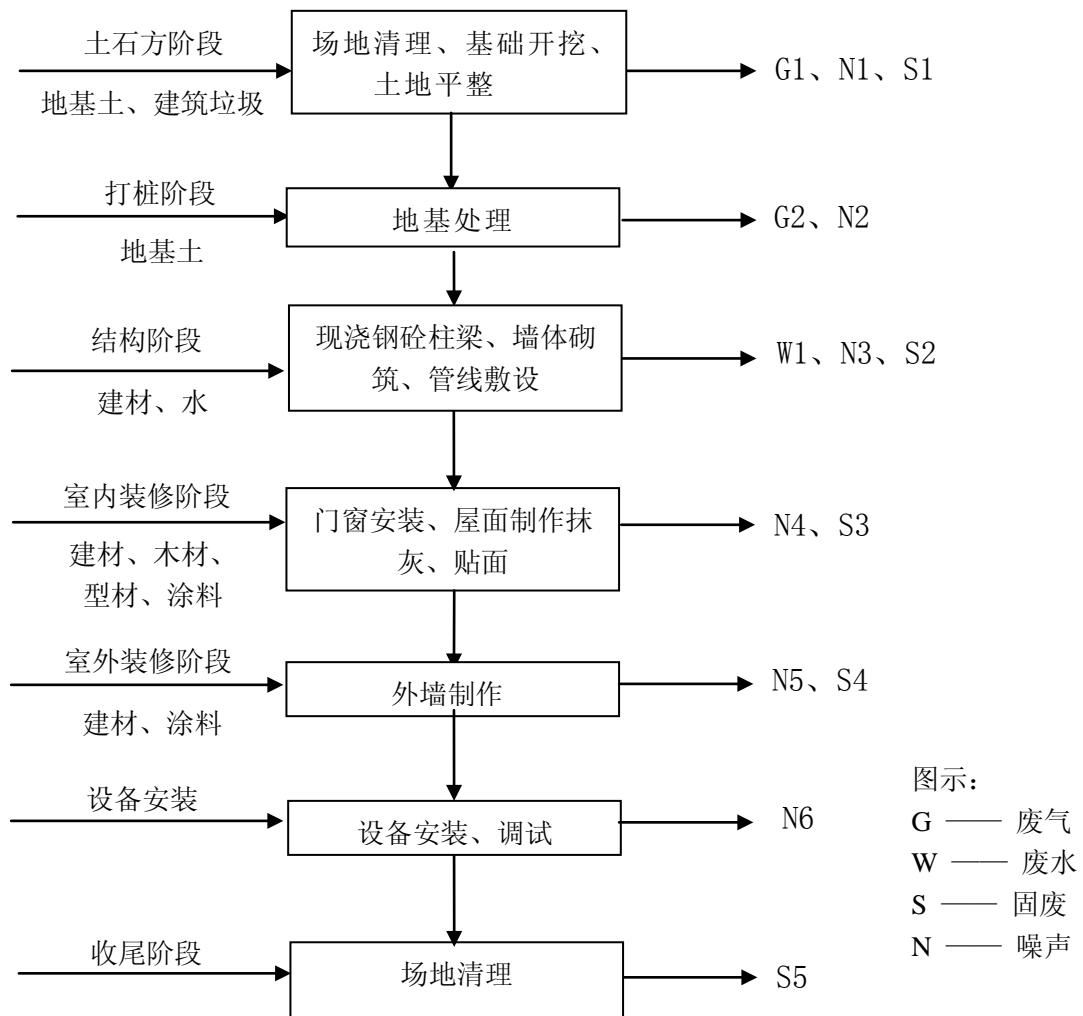 土石方阶段
地基土、建筑垃圾
场地清理、基础开挖、
土地平整
G1、N1、S1
打桩阶段
地基土
地基处理
G2、N2
结构阶段
建材、水
现浇钢砼柱梁、墙体砌
筑、管线敷设
W1、N3、S2
室内装修阶段
建材、木材、
型材、涂料
门窗安装、屋面制作抹
灰、贴面
N4、S3
室外装修阶段
建材、涂料
外墙制作
N5、S4
设备安装
设备安装、调试
N6
收尾阶段
场地清理
S5
图示：
G —— 废气
W —— 废水
S —— 固废
N —— 噪声